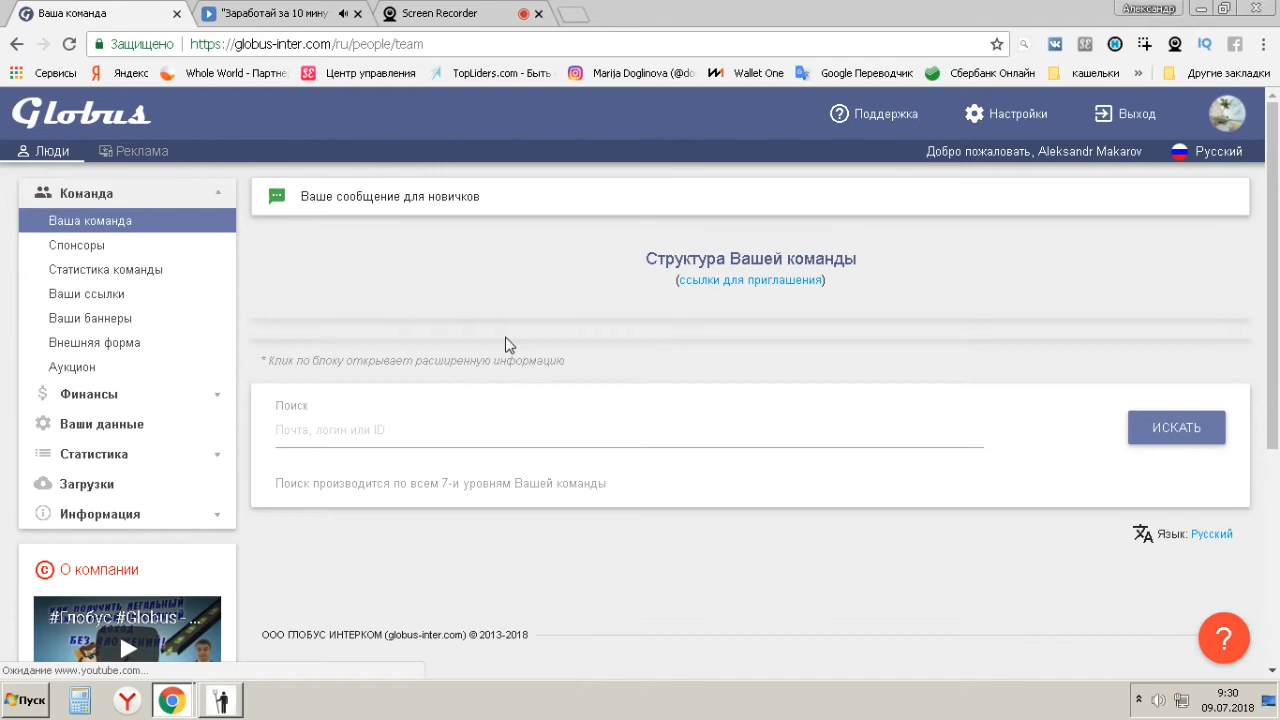 Ваша команда
"Заработай за 10 мину
Screen Recorder
Александр
Защищено
https://globus-inter.com/ru/people/team
Сервисы
Яндекс
Whole World - Партне
Центр управления
TopLiders.com - Быть
Marija Doglinova (@do
Wallet One
Google Переводчик
Сбербанк Онлайн
кашельки
»
Другие закладки
Globus
Поддержка
Настройки
Выход
Люди
Реклама
Добро пожаловать, Aleksandr Makarov
Русский
Команда
Ваша команда
Спонсоры
Статистика команды
Ваши ссылки
Ваши баннеры
Внешняя форма
Аукцион
Финансы
Ваши данные
Статистика
Загрузки
Информация
О компании
#Глобус #Globus - ...
БЕЗ ВЛОЖЕНИЙ!
Ваше сообщение для новичков
Структура Вашей команды
(ссылки для приглашения)
* Клик по блоку открывает расширенную информацию
Поиск
Почта, логин или ID
ИСКАТЬ
Поиск производится по всем 7-и уровням Вашей команды
Язык: Русский
ООО ГЛОБУС ИНТЕРКОМ (globus-inter.com) © 2013-2018
?
Ожидание www.youtube.com...
Пуск
9:30
09.07.2018